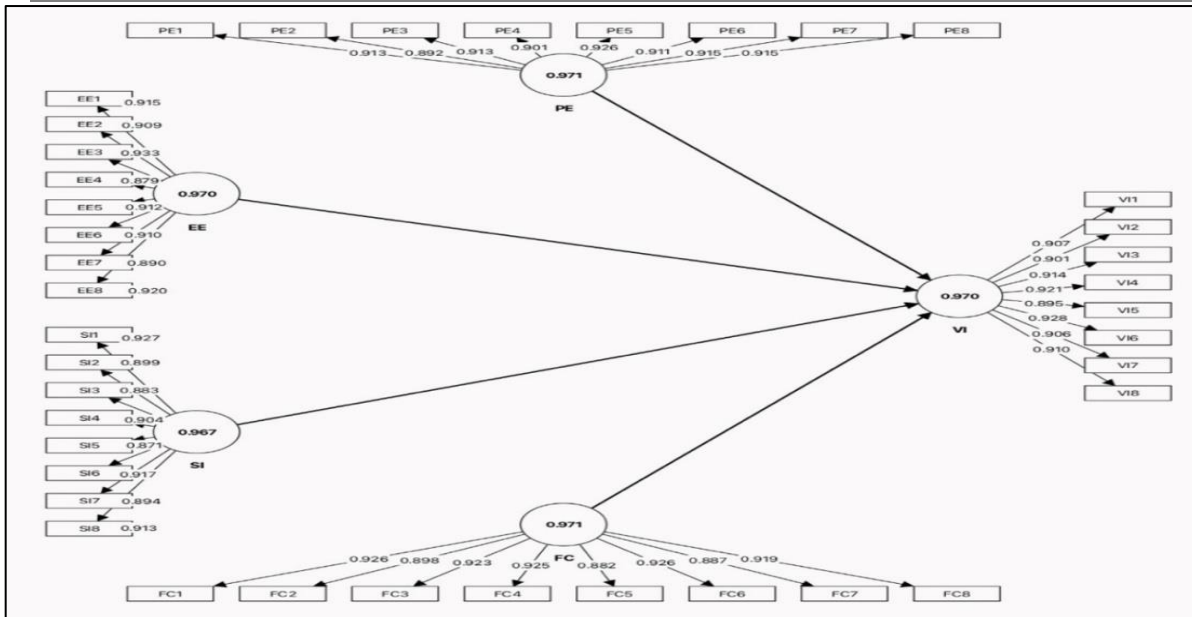 PE1 PE2 PE3 PE4 PE5 PE6 PE7 PE8
0.913 0.892 0.913 0.901 0.926 0.911 0.915 0.915
0.971
PE
EE1 0.915
EE2 0.909
EE3 0.933
EE4 0.879
EE5 0.912
EE6 0.910
EE7 0.890
EE8 0.920
0.970
EE
SI1 0.927
SI2 0.899
SI3 0.883
SI4 0.904
SI5 0.871
SI6 0.917
SI7 0.894
SI8 0.913
0.967
SI
0.970
VI
0.907 VI1
0.901 VI2
0.914 VI3
0.921 VI4
0.895 VI5
0.928 VI6
0.906 VI7
0.910 VI8
0.971
FC
0.926 0.898 0.923 0.925 0.882 0.926 0.887 0.919
FC1 FC2 FC3 FC4 FC5 FC6 FC7 FC8